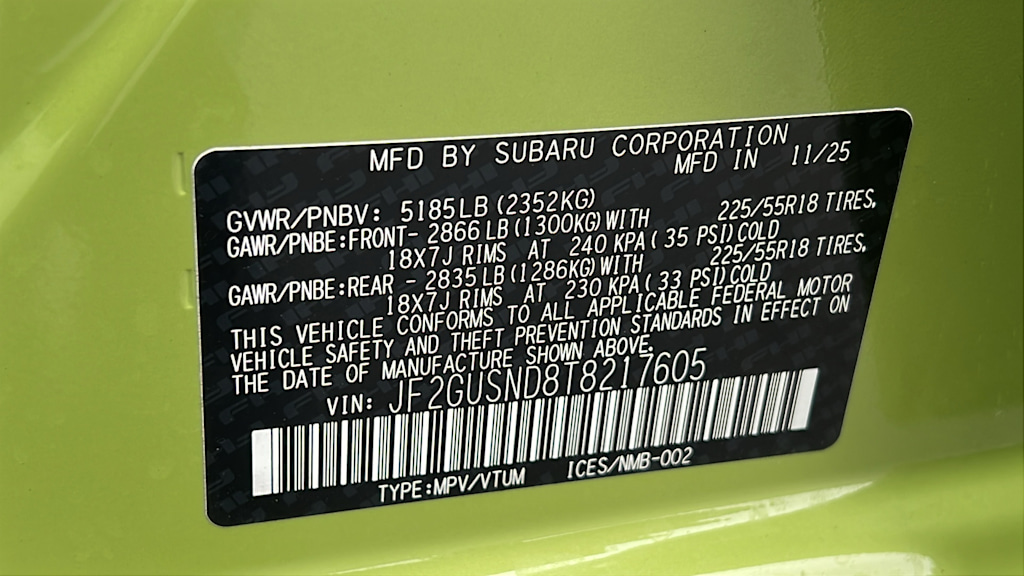 MFD BY SUBARU CORPORATION
MFD IN 11/25
GVWR/PNBV: 5185LB (2352KG)
GAWR/PNBE:FRONT- 2866 LB (1300KG) WITH 225/55R18 TIRES,
18X7J RIMS AT 240 KPA ( 35 PSI) COLD
GAWR/PNBE:REAR - 2835 LB (1286KG) WITH 225/55R18 TIRES,
18X7J RIMS AT 230 KPA ( 33 PSI) COLD
THIS VEHICLE CONFORMS TO ALL APPLICABLE FEDERAL MOTOR
VEHICLE SAFETY AND THEFT PREVENTION STANDARDS IN EFFECT ON
THE DATE OF MANUFACTURE SHOWN ABOVE.
VIN: JF2GUSND8T8217605
TYPE:MPV/VTUM ICES/NMB-002